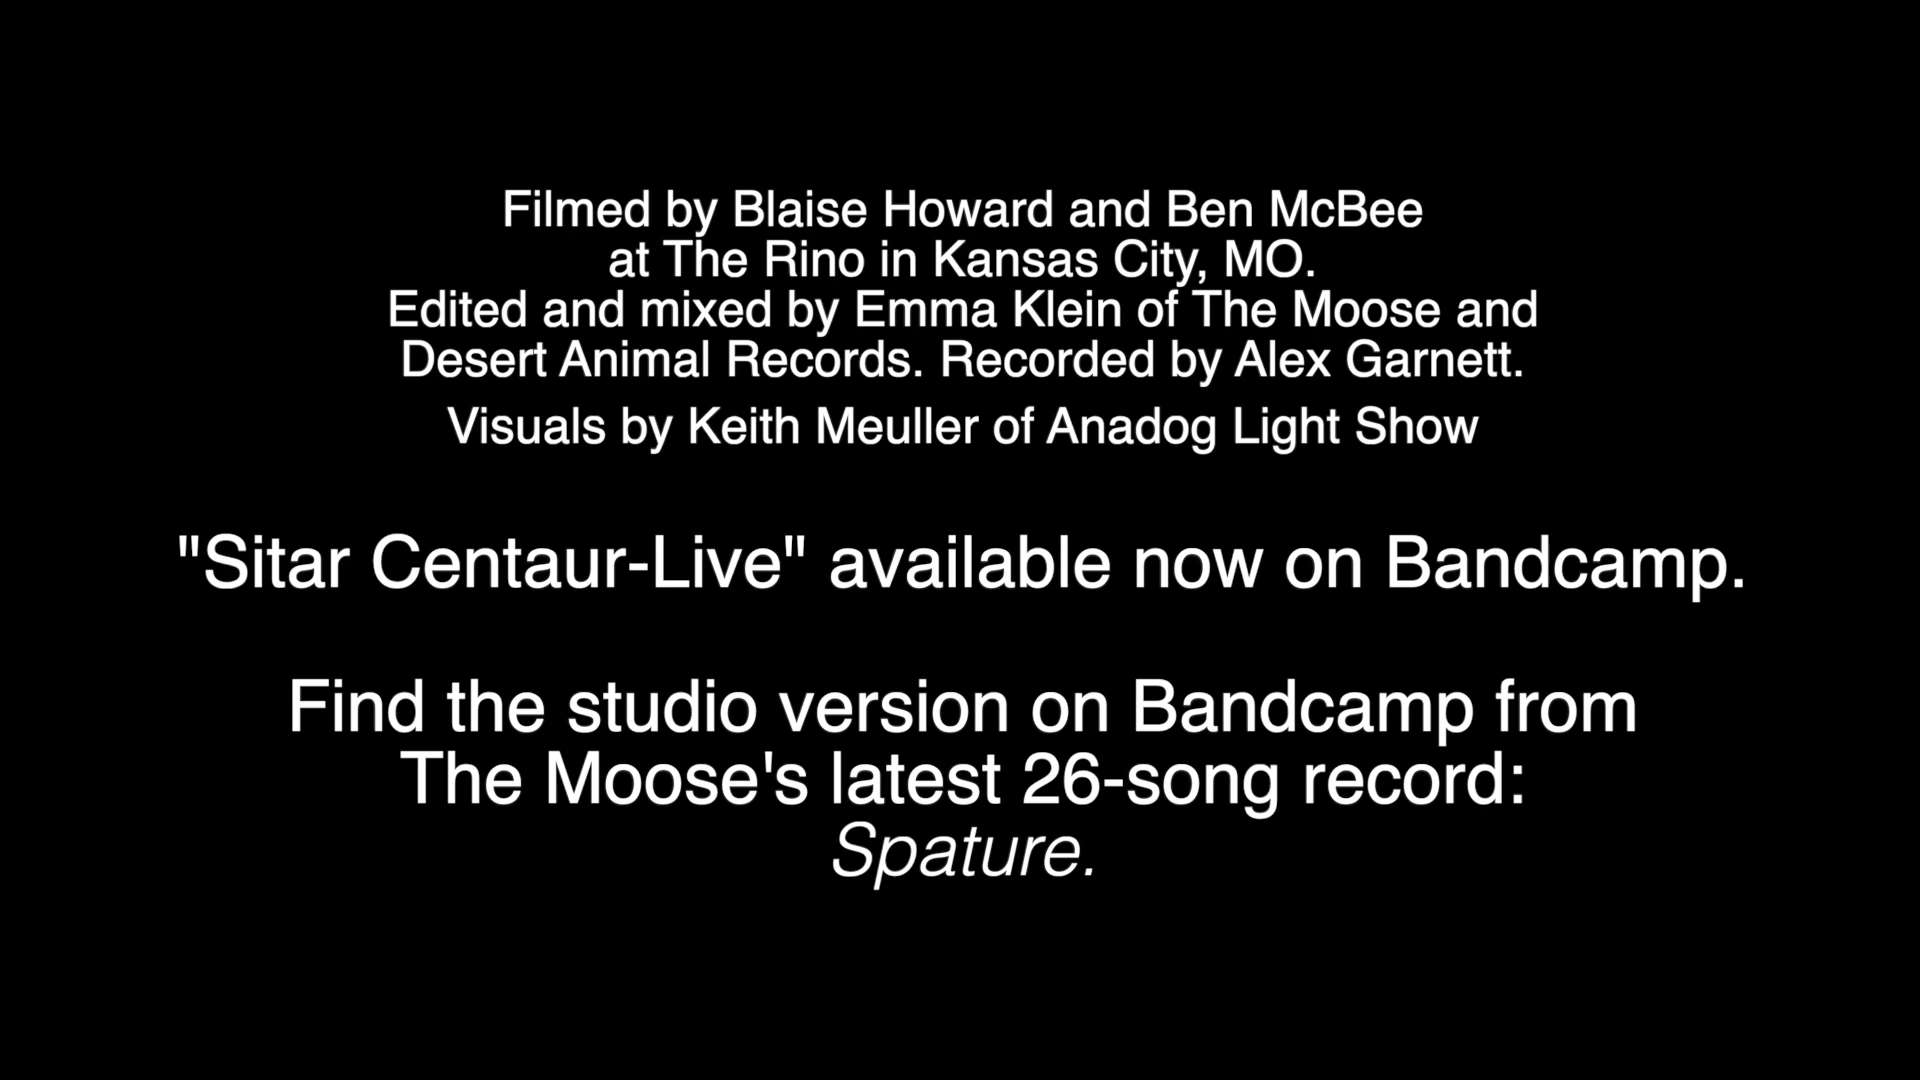 Filmed by Blaise Howard and Ben McBee
at The Rino in Kansas City, MO.
Edited and mixed by Emma Klein of The Moose and
Desert Animal Records. Recorded by Alex Garnett.
Visuals by Keith Meuller of Anadog Light Show
"Sitar Centaur-Live" available now on Bandcamp.
Find the studio version on Bandcamp from
The Moose's latest 26-song record:
Spature.